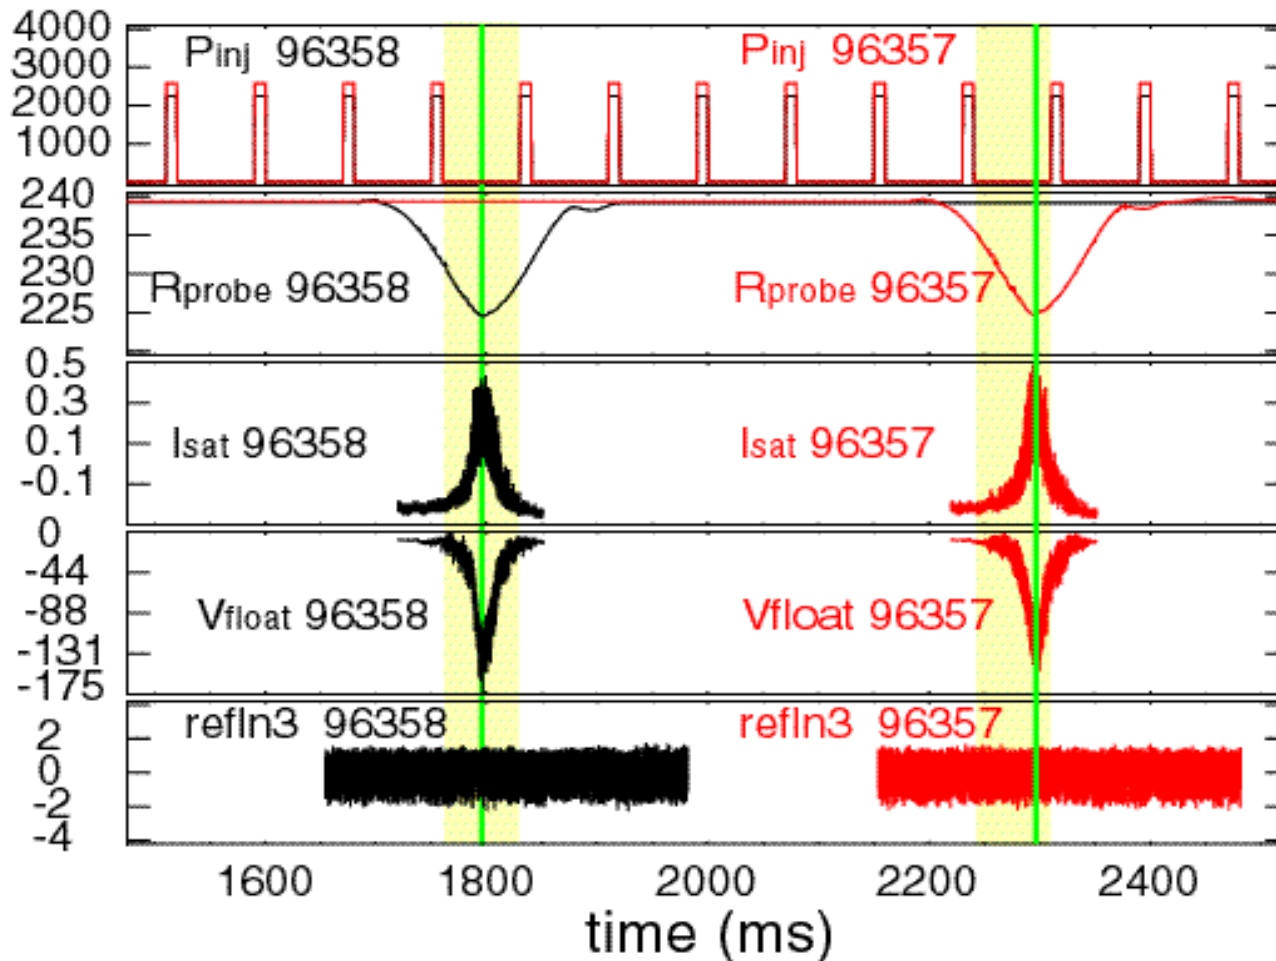 4000
3000
2000
1000
Pinj 96358
Pinj 96357
240
235
230
225
Rprobe 96358
Rprobe 96357
0.5
0.3
0.1
-0.1
Isat 96358
Isat 96357
0
-44
-88
-131
-175
Vfloat 96358
Vfloat 96357
2
0
-2
-4
refln3 96358
refln3 96357
1600 1800 2000 2200 2400
time (ms)